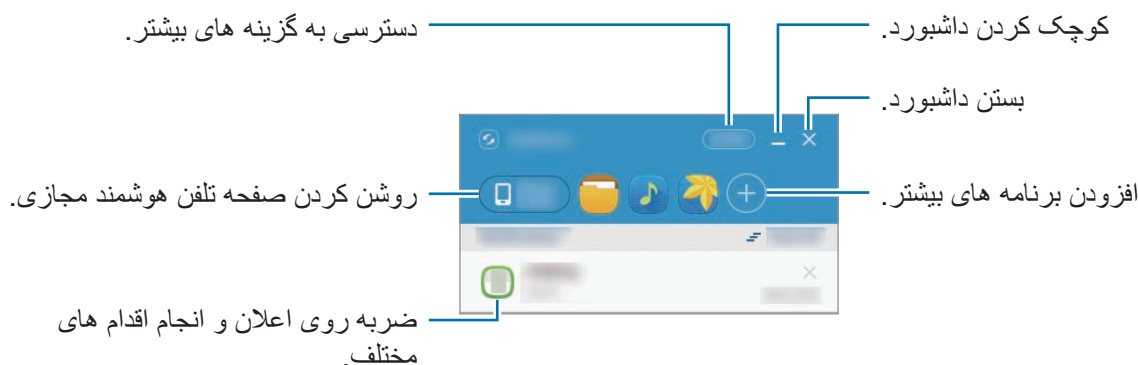 دسترسی به گزینه های بیشتر.
کوچک کردن داشبورد.
بستن داشبورد.
روشن کردن صفحه تلفن هوشمند مجازی.
افزودن برنامه های بیشتر.
ضربه روی اعلان و انجام اقدام های
مختلف.